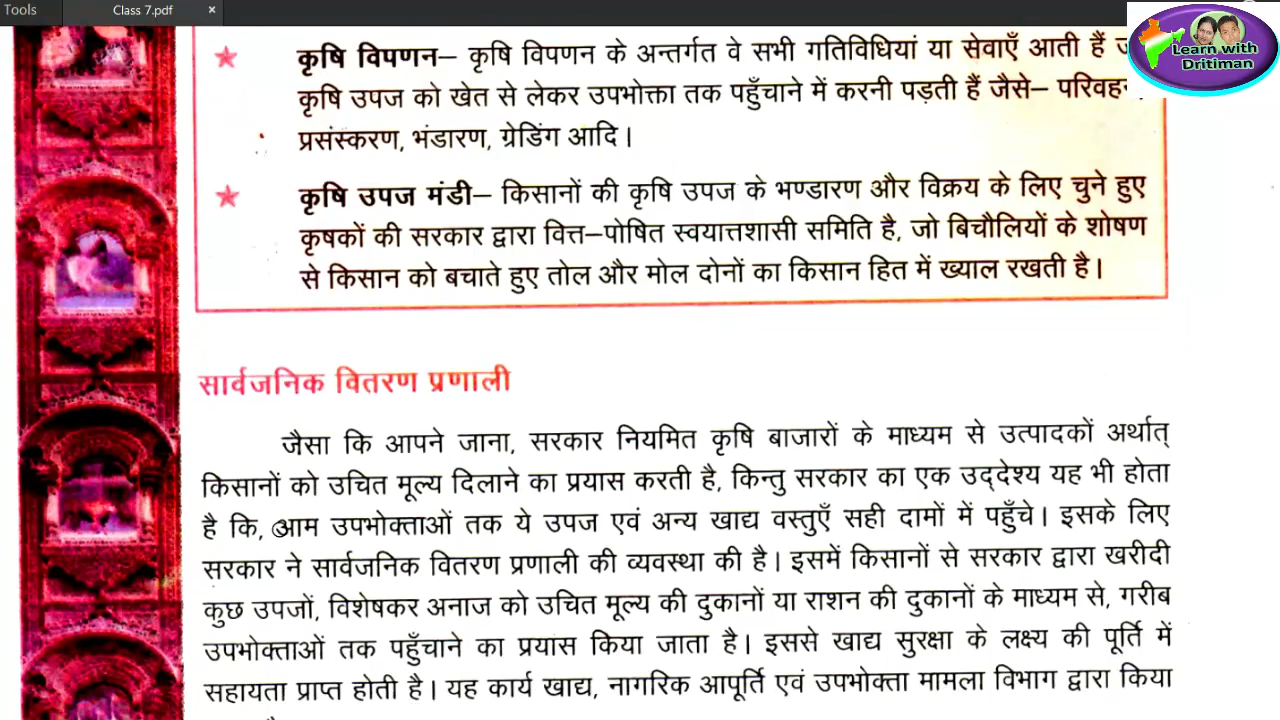 Tools
Class 7.pdf
×
Learn with
Dritiman
★ कृषि विपणन– कृषि विपणन के अन्तर्गत वे सभी गतिविधियां या सेवाएँ आती हैं
कृषि उपज को खेत से लेकर उपभोक्ता तक पहुँचाने में करनी पड़ती हैं जैसे–
प्रसंस्करण, भंडारण, ग्रेडिंग आदि।
★ कृषि उपज मंडी– किसानों की कृषि उपज के भण्डारण और विक्रय के लिए चुने हुए
कृषकों की सरकार द्वारा वित्त–पोषित स्वयात्तशासी समिति है, जो बिचौलियों के शोषण
से किसान को बचाते हुए तोल और मोल दोनों का किसान हित में ख्याल रखती है।
सार्वजनिक वितरण प्रणाली
जैसा कि आपने जाना, सरकार नियमित कृषि बाजारों के माध्यम से उत्पादकों अर्थात्
किसानों को उचित मूल्य दिलाने का प्रयास करती है, किन्तु सरकार का एक उद्देश्य यह भी होता
है कि, आम उपभोक्ताओं तक ये उपज एवं अन्य खाद्य वस्तुएँ सही दामों में पहुँचे। इसके लिए
सरकार ने सार्वजनिक वितरण प्रणाली की व्यवस्था की है। इसमें किसानों से सरकार द्वारा खरीदी
कुछ उपजों, विशेषकर अनाज को उचित मूल्य की दुकानों या राशन की दुकानों के माध्यम से, गरीब
उपभोक्ताओं तक पहुँचाने का प्रयास किया जाता है। इससे खाद्य सुरक्षा के लक्ष्य की पूर्ति में
सहायता प्राप्त होती है। यह कार्य खाद्य, नागरिक आपूर्ति एवं उपभोक्ता मामला विभाग द्वारा किया